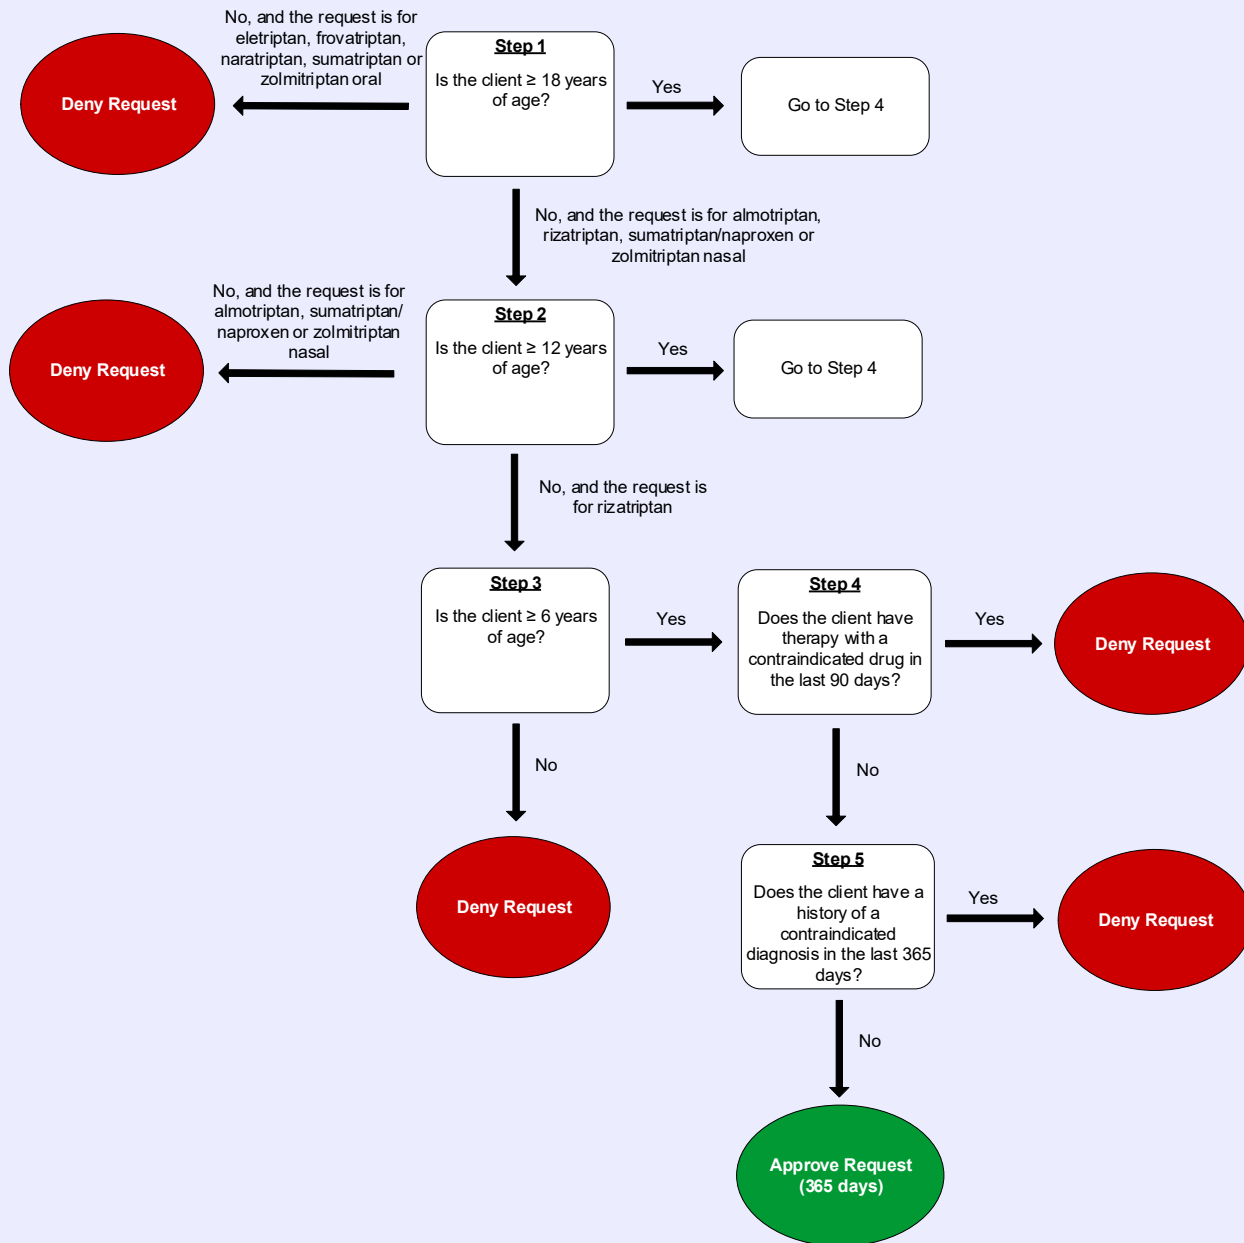 No, and the request is for
eletriptan, frovatriptan,
naratriptan, sumatriptan or
zolmitriptan oral
Deny Request
Step 1
Is the client ≥ 18 years
of age?
Yes
Go to Step 4
No, and the request is for almotriptan,
rizatriptan, sumatriptan/naproxen or
zolmitriptan nasal
No, and the request is for
almotriptan, sumatriptan/
naproxen or zolmitriptan
nasal
Deny Request
Step 2
Is the client ≥ 12 years
of age?
Yes
Go to Step 4
No, and the request is
for rizatriptan
Step 3
Is the client ≥ 6 years
of age?
Yes
Step 4
Does the client have
therapy with a
contraindicated drug in
the last 90 days?
Yes
Deny Request
No
Deny Request
No
Step 5
Does the client have a
history of a
contraindicated
diagnosis in the last 365
days?
Yes
Deny Request
No
Approve Request
(365 days)